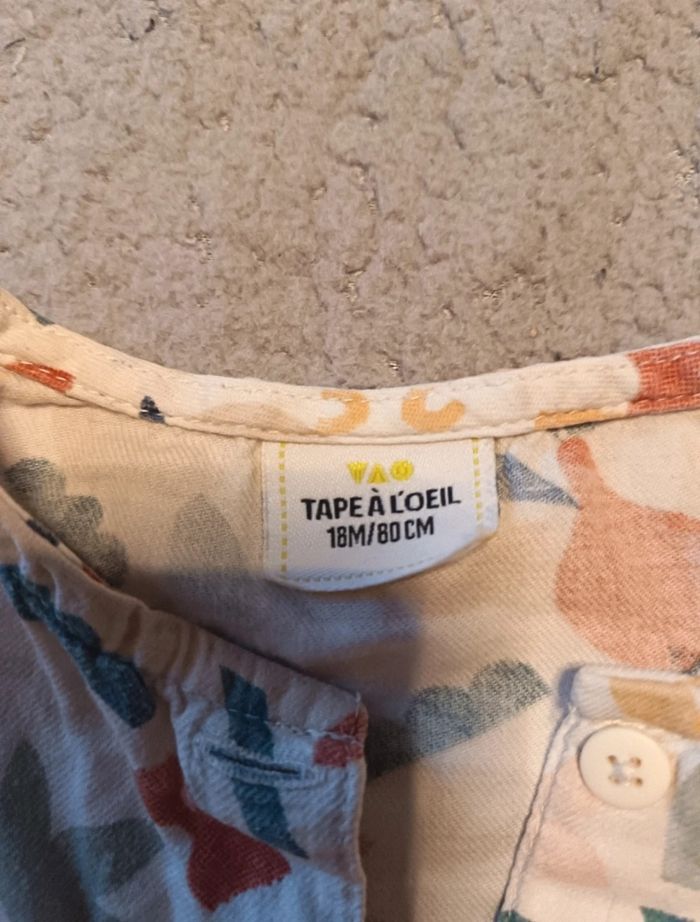 TAPE À L'OEIL
18M/80 CM